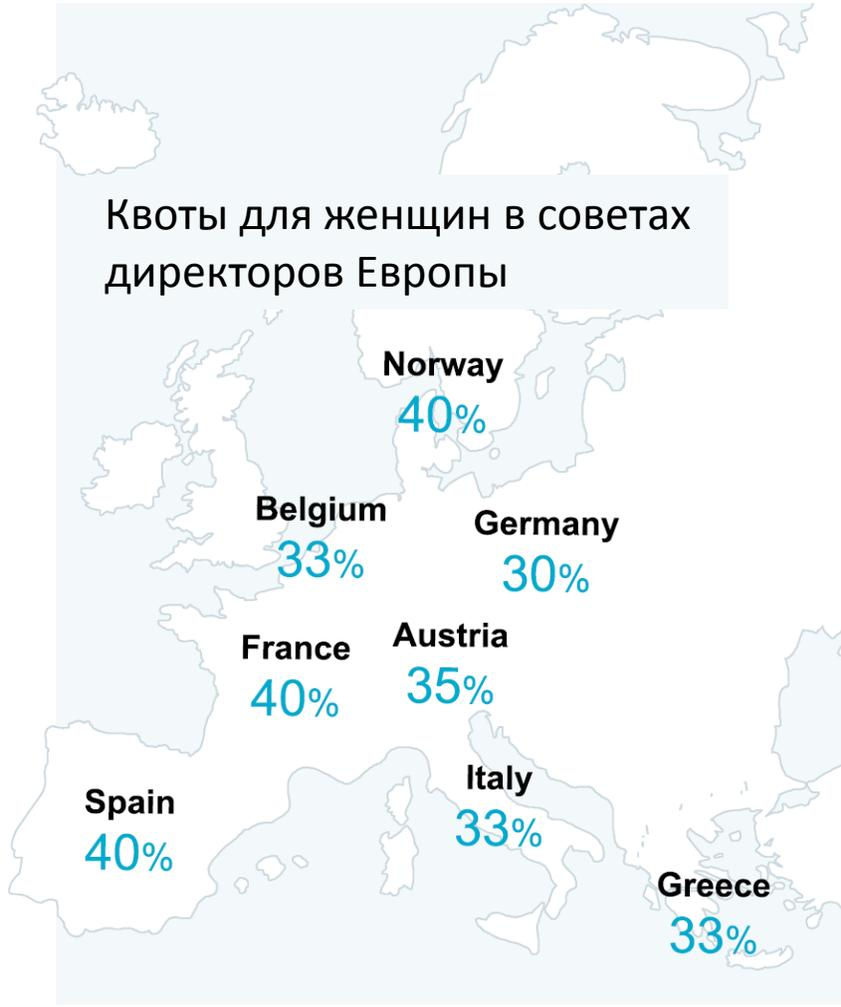 Квоты для женщин в советах
директоров Европы
Norway
40%
Belgium
33%
Germany
30%
France
40%
Austria
35%
Spain
40%
Italy
33%
Greece
33%